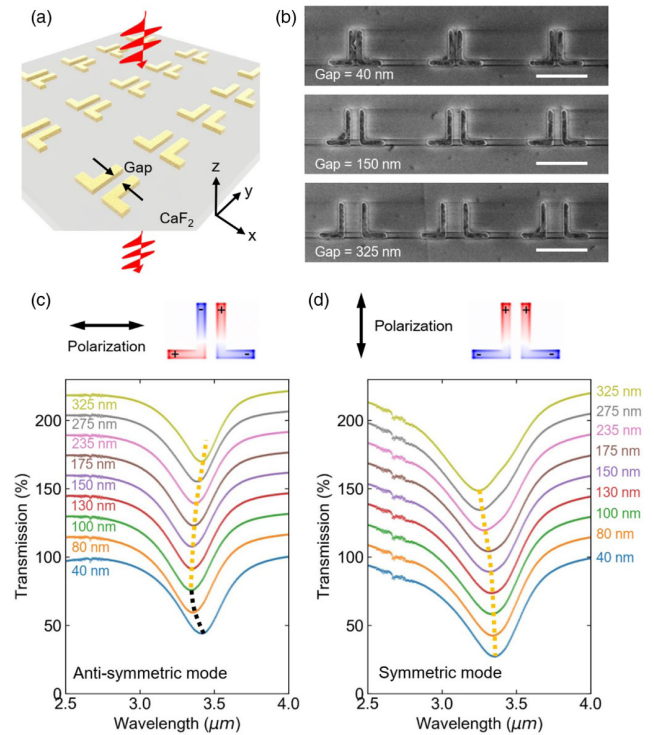 (a)
Gap
CaF2
z
y
x
(b)
Gap = 40 nm
Gap = 150 nm
Gap = 325 nm
(c)
Polarization
- +
+ -
(d)
Polarization
+ +
- -
Transmission (%)
200
150
100
50
0
325 nm
275 nm
235 nm
175 nm
150 nm
130 nm
100 nm
80 nm
40 nm
Anti-symmetric mode
2.5 3.0 3.5 4.0
Wavelength (μm)
Transmission (%)
200
150
100
50
0
325 nm
275 nm
235 nm
175 nm
150 nm
130 nm
100 nm
80 nm
40 nm
Symmetric mode
2.5 3.0 3.5 4.0
Wavelength (μm)